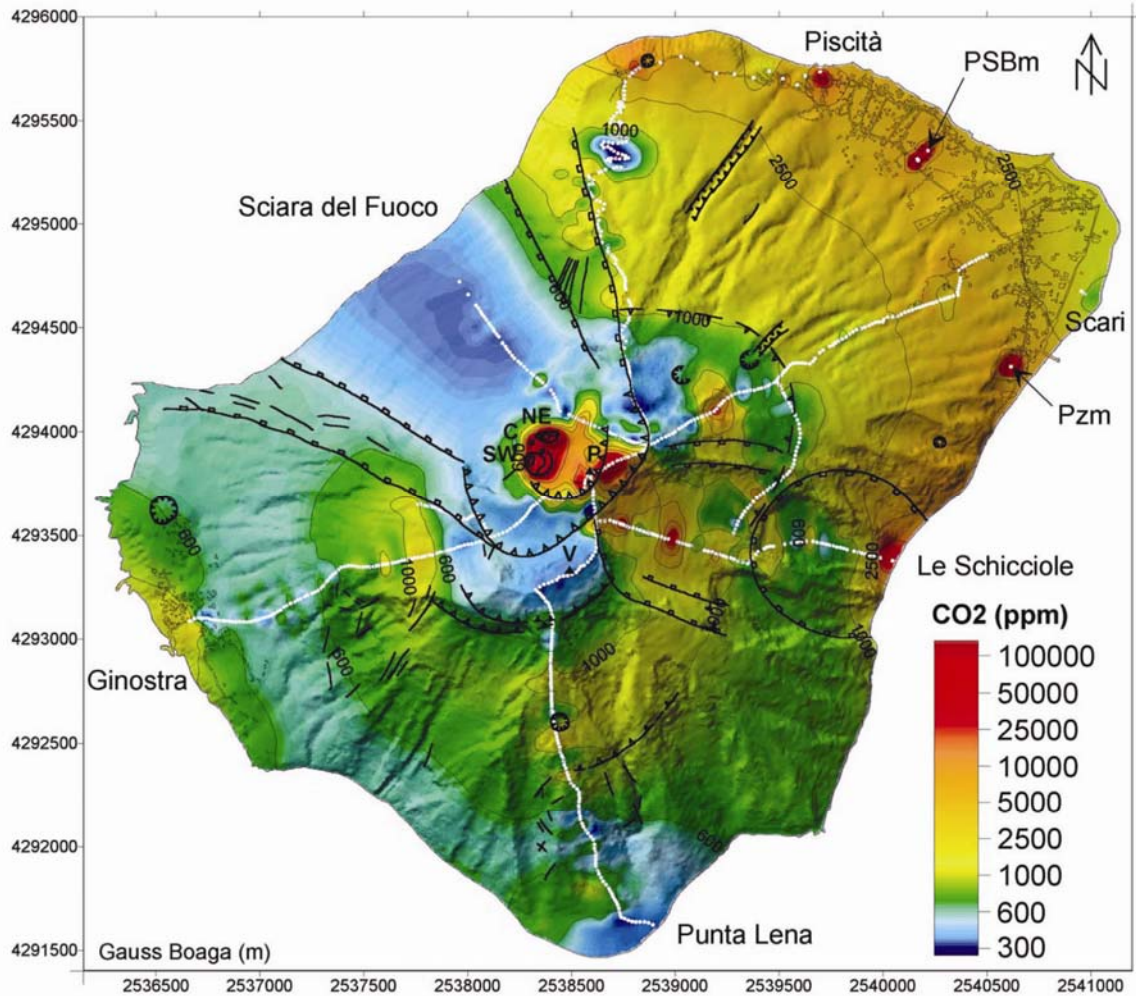 4296000
4295500
4295000
4294500
4294000
4293500
4293000
4292500
4292000
4291500
Piscità
PSBm
N
1000
2500
2500
Sciara del Fuoco
600
1000
Scari
Pzm
NE
C
SW
P
600
600
2500
Le Schicciole
V
1000
600
1000
600
1000
Ginostra
600
Punta Lena
CO2 (ppm)
100000
50000
25000
10000
5000
2500
1000
600
300
Gauss Boaga (m)
2536500 2537000 2537500 2538000 2538500 2539000 2539500 2540000 2540500 2541000